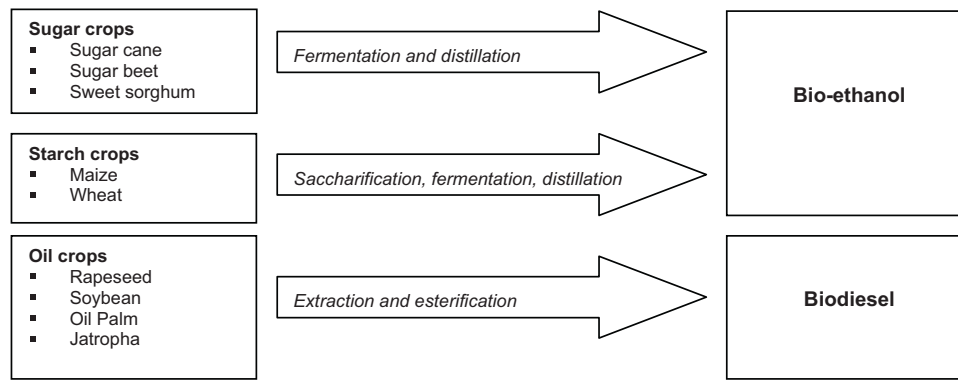 Sugar crops
▪ Sugar cane
▪ Sugar beet
▪ Sweet sorghum
Fermentation and distillation
Bio-ethanol
Starch crops
▪ Maize
▪ Wheat
Saccharification, fermentation, distillation
Oil crops
▪ Rapeseed
▪ Soybean
▪ Oil Palm
▪ Jatropha
Extraction and esterification
Biodiesel